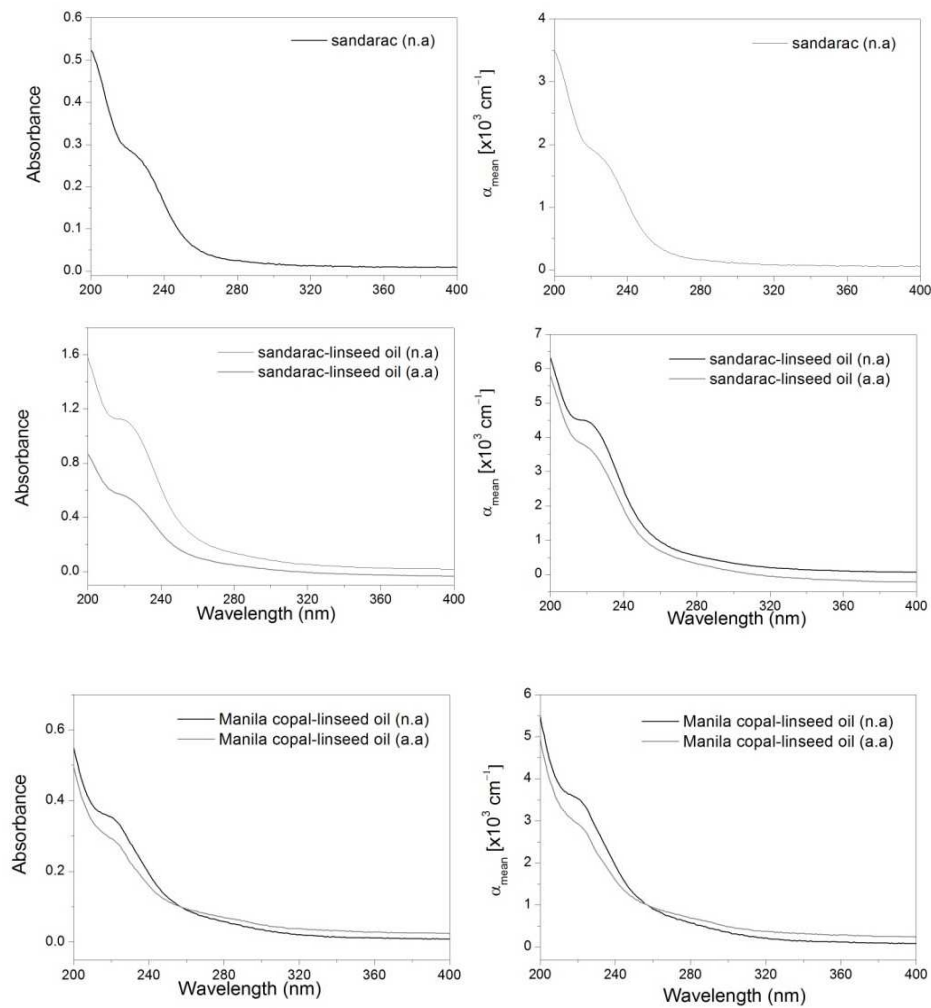 0.6
0.5
0.4
0.3
0.2
0.1
0.0
Absorbance
sandarac (n.a)
200 240 280 320 360 400
4
3
2
1
0
α mean [x10³ cm⁻¹]
sandarac (n.a)
200 240 280 320 360 400
1.6
1.2
0.8
0.4
0.0
Absorbance
sandarac-linseed oil (n.a)
sandarac-linseed oil (a.a)
200 240 280 320 360 400
Wavelength (nm)
7
6
5
4
3
2
1
0
α mean [x10³ cm⁻¹]
sandarac-linseed oil (n.a)
sandarac-linseed oil (a.a)
200 240 280 320 360 400
Wavelength (nm)
0.6
0.4
0.2
0.0
Absorbance
Manila copal-linseed oil (n.a)
Manila copal-linseed oil (a.a)
200 240 280 320 360 400
Wavelength (nm)
6
5
4
3
2
1
0
α mean [x10³ cm⁻¹]
Manila copal-linseed oil (n.a)
Manila copal-linseed oil (a.a)
200 240 280 320 360 400
Wavelength (nm)